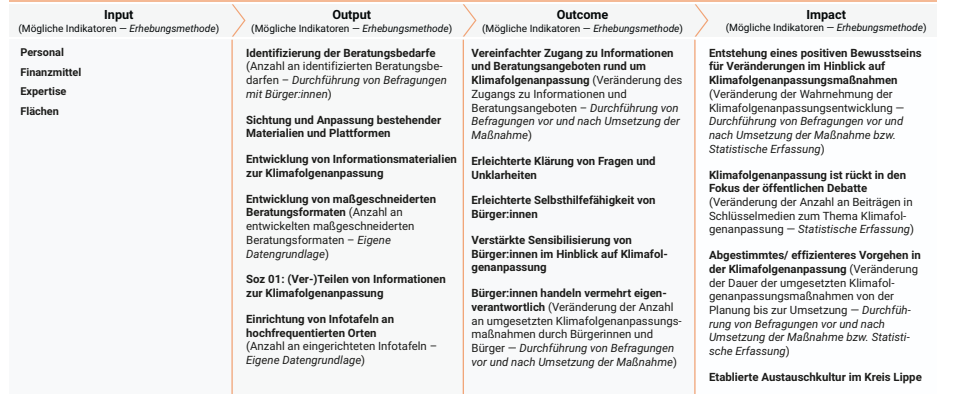 Input
(Mögliche Indikatoren — Erhebungsmethode)
Personal
Finanzmittel
Expertise
Flächen
Output
(Mögliche Indikatoren — Erhebungsmethode)
Identifizierung der Beratungsbedarfe
(Anzahl an identifizierten Beratungsbe-
darfen – Durchführung von Befragungen
mit Bürger:innen)
Sichtung und Anpassung bestehender
Materialien und Plattformen
Entwicklung von Informationsmaterialien
zur Klimafolgenanpassung
Entwicklung von maßgeschneiderten
Beratungsformaten (Anzahl an
entwickelten maßgeschneiderten
Beratungsformaten – Eigene
Datengrundlage)
Soz 01: (Ver-)Teilen von Informationen
zur Klimafolgenanpassung
Einrichtung von Infotafeln an
hochfrequentierten Orten
(Anzahl an eingerichteten Infotafeln –
Eigene Datengrundlage)
Outcome
(Mögliche Indikatoren — Erhebungsmethode)
Vereinfachter Zugang zu Informationen
und Beratungsangeboten rund um
Klimafolgenanpassung (Veränderung des
Zugangs zu Informationen und
Beratungsangeboten – Durchführung von
Befragungen vor und nach Umsetzung der
Maßnahme)
Erleichterte Klärung von Fragen und
Unklarheiten
Erleichterte Selbsthilfefähigkeit von
Bürger:innen
Verstärkte Sensibilisierung von
Bürger:innen im Hinblick auf Klimafol-
genanpassung
Bürger:innen handeln vermehrt eigen-
verantwortlich (Veränderung der Anzahl
an umgesetzten Klimafolgenanpassungs-
maßnahmen durch Bürgerinnen und
Bürger — Durchführung von Befragungen
vor und nach Umsetzung der Maßnahme)
Impact
(Mögliche Indikatoren — Erhebungsmethode)
Entstehung eines positiven Bewusstseins
für Veränderungen im Hinblick auf
Klimafolgenanpassungsmaßnahmen
(Veränderung der Wahrnehmung der
Klimafolgenanpassungsentwicklung —
Durchführung von Befragungen vor und
nach Umsetzung der Maßnahme bzw.
Statistische Erfassung)
Klimafolgenanpassung ist rückt in den
Fokus der öffentlichen Debatte
(Veränderung der Anzahl an Beiträgen in
Schlüsselmedien zum Thema Klimafol-
genanpassung — Statistische Erfassung)
Abgestimmtes/ effizienteres Vorgehen in
der Klimafolgenanpassung (Veränderung
der Dauer der umgesetzten Klimafol-
genanpassungsmaßnahmen von der
Planung bis zur Umsetzung — Durchfüh-
rung von Befragungen vor und nach
Umsetzung der Maßnahme bzw. Statisti-
sche Erfassung)
Etablierte Austauschkultur im Kreis Lippe